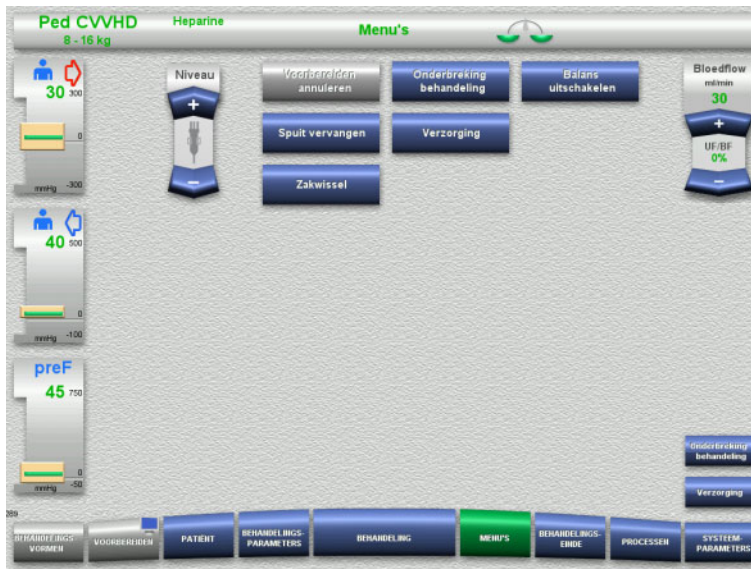 Ped CVVHD
8 - 16 kg
Heparine
Menu's
30
300
0
-300
mmHg
40
500
0
-100
mmHg
preF
45
750
0
-50
mmHg
Niveau
+
−
Voorbereiden
annuleren
Onderbreking
behandeling
Balans
uitschakelen
Spuit vervangen
Verzorging
Zakwissel
Bloedflow
ml/min
30
+
UF/BF
0%
−
Onderbreking
behandeling
Verzorging
289
BEHANDELINGS-
VORMEN
VOORBEREIDEN
PATIËNT
BEHANDELINGS-
PARAMETERS
BEHANDELING
MENU'S
BEHANDELINGS-
EINDE
PROCESSEN
SYSTEEM-
PARAMETERS